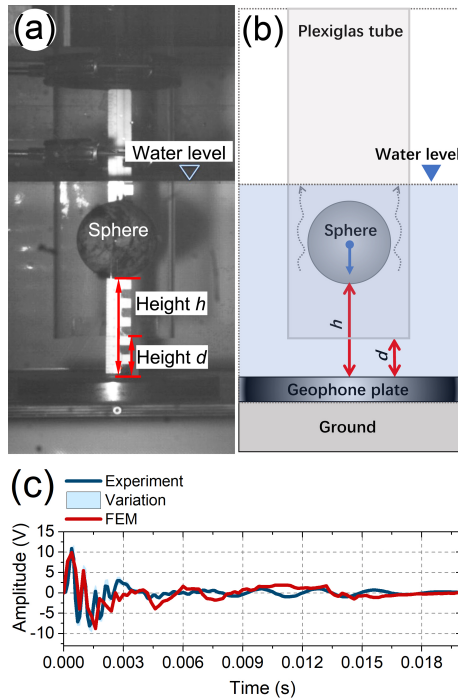 (a)
Water level
Sphere
Height h
Height d
(b)
Plexiglas tube
Water level
Sphere
h
d
Geophone plate
Ground
(c)
Experiment
Variation
FEM
Amplitude (V)
15
10
5
0
-5
-10
0.000 0.003 0.006 0.009 0.012 0.015 0.018
Time (s)